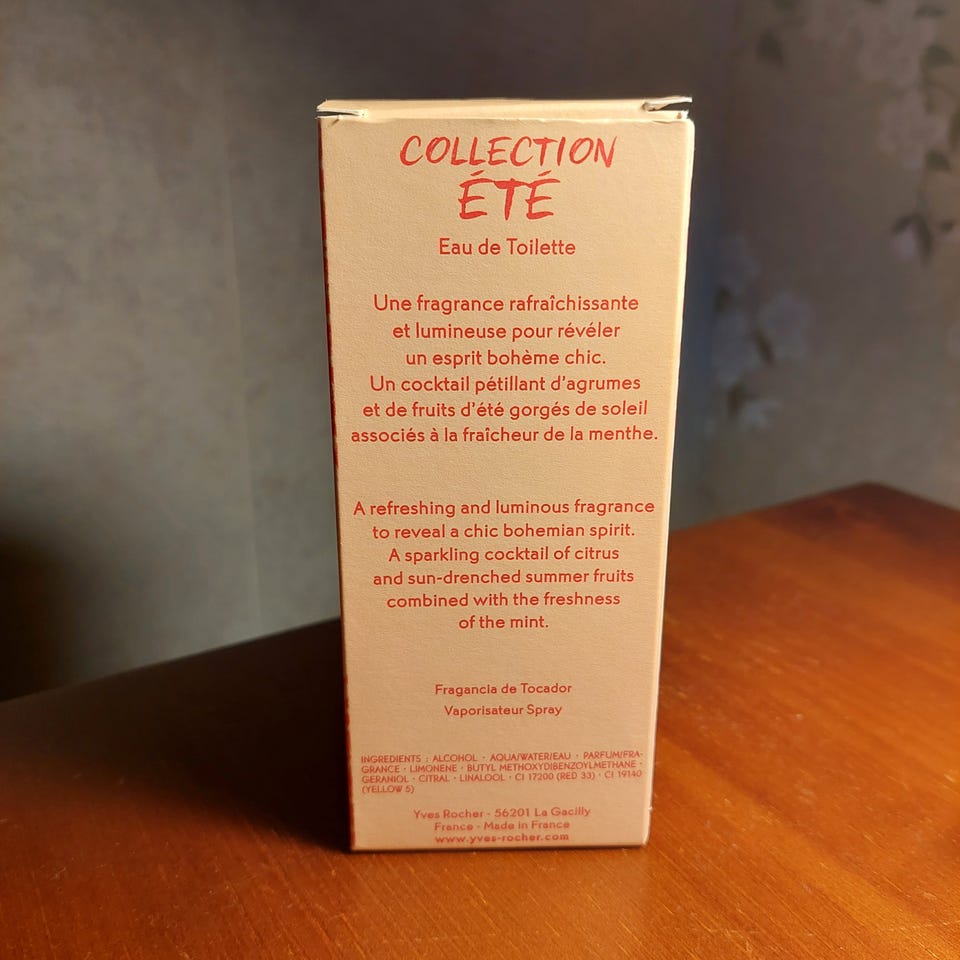 COLLECTION
ÉTÉ
Eau de Toilette
Une fragrance rafraîchissante
et lumineuse pour révéler
un esprit bohème chic.
Un cocktail pétillant d'agrumes
et de fruits d'été gorgés de soleil
associés à la fraîcheur de la menthe.
A refreshing and luminous fragrance
to reveal a chic bohemian spirit.
A sparkling cocktail of citrus
and sun-drenched summer fruits
combined with the freshness
of the mint.
Fragancia de Tocador
Vaporisateur Spray
INGREDIENTS : ALCOHOL · AQUA/WATER/EAU · PARFUM/FRA-
GRANCE · LIMONENE · BUTYL METHOXYDIBENZOYLMETHANE ·
GERANIOL · CITRAL · LINALOOL · CI 17200 (RED 33) · CI 19140
(YELLOW 5)
Yves Rocher - 56201 La Gacilly
France - Made in France
www.yves-rocher.com